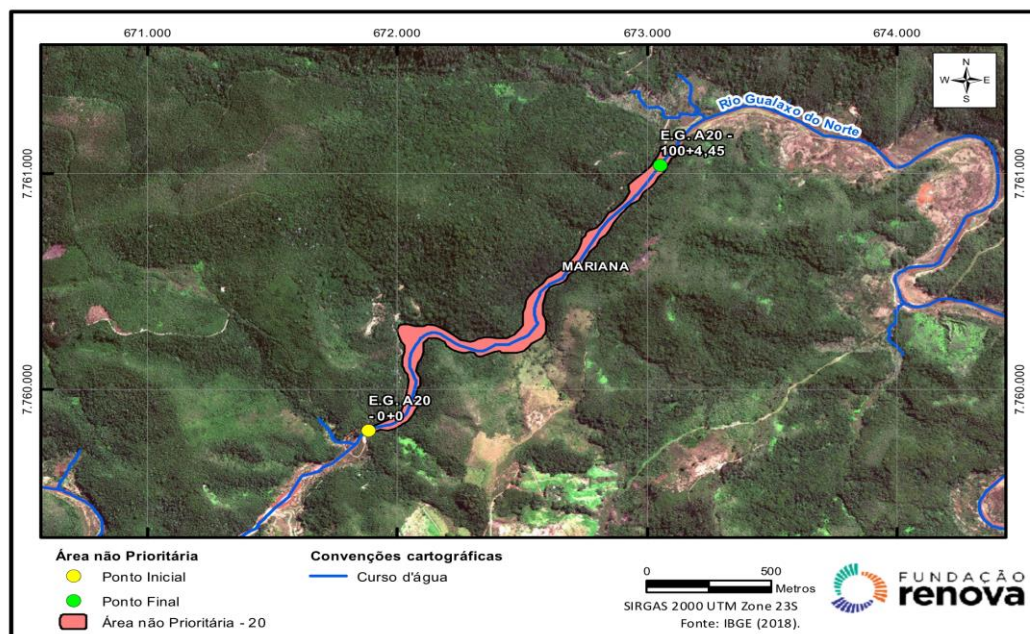 671.000
672.000
673.000
674.000
N
W E
S
Rio Gualaxo do Norte
E.G. A20 -
100+4,45
7.761.000
7.761.000
MARIANA
7.760.000
7.760.000
E.G. A20
- 0+0
Área não Prioritária
Ponto Inicial
Ponto Final
Área não Prioritária - 20
Convenções cartográficas
Curso d'água
0 500
Metros
SIRGAS 2000 UTM Zone 23S
Fonte: IBGE (2018).
FUNDAÇÃO
renova